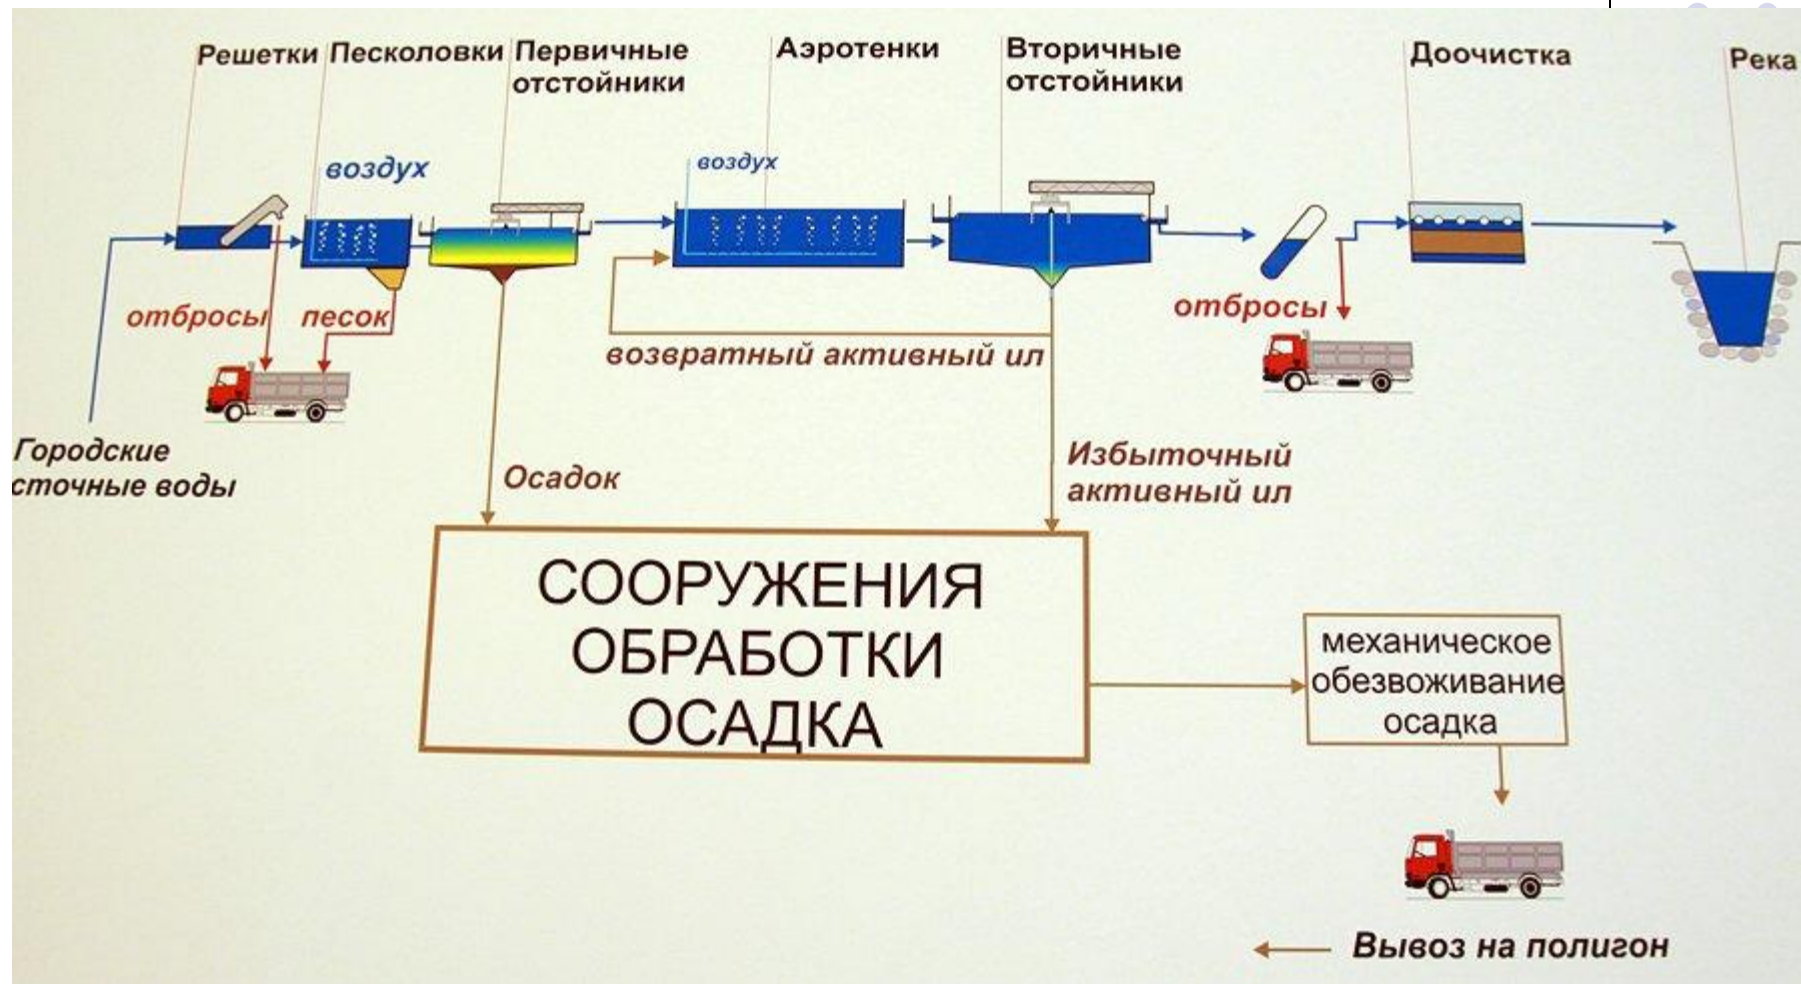 Решетки
Песколовки
Первичные
отстойники
Аэротенки
Вторичные
отстойники
Доочистка
Река
воздух
воздух
отбросы
песок
возвратный активный ил
отбросы
Городские
сточные воды
Осадок
Избыточный
активный ил
СООРУЖЕНИЯ
ОБРАБОТКИ
ОСАДКА
механическое
обезвоживание
осадка
Вывоз на полигон